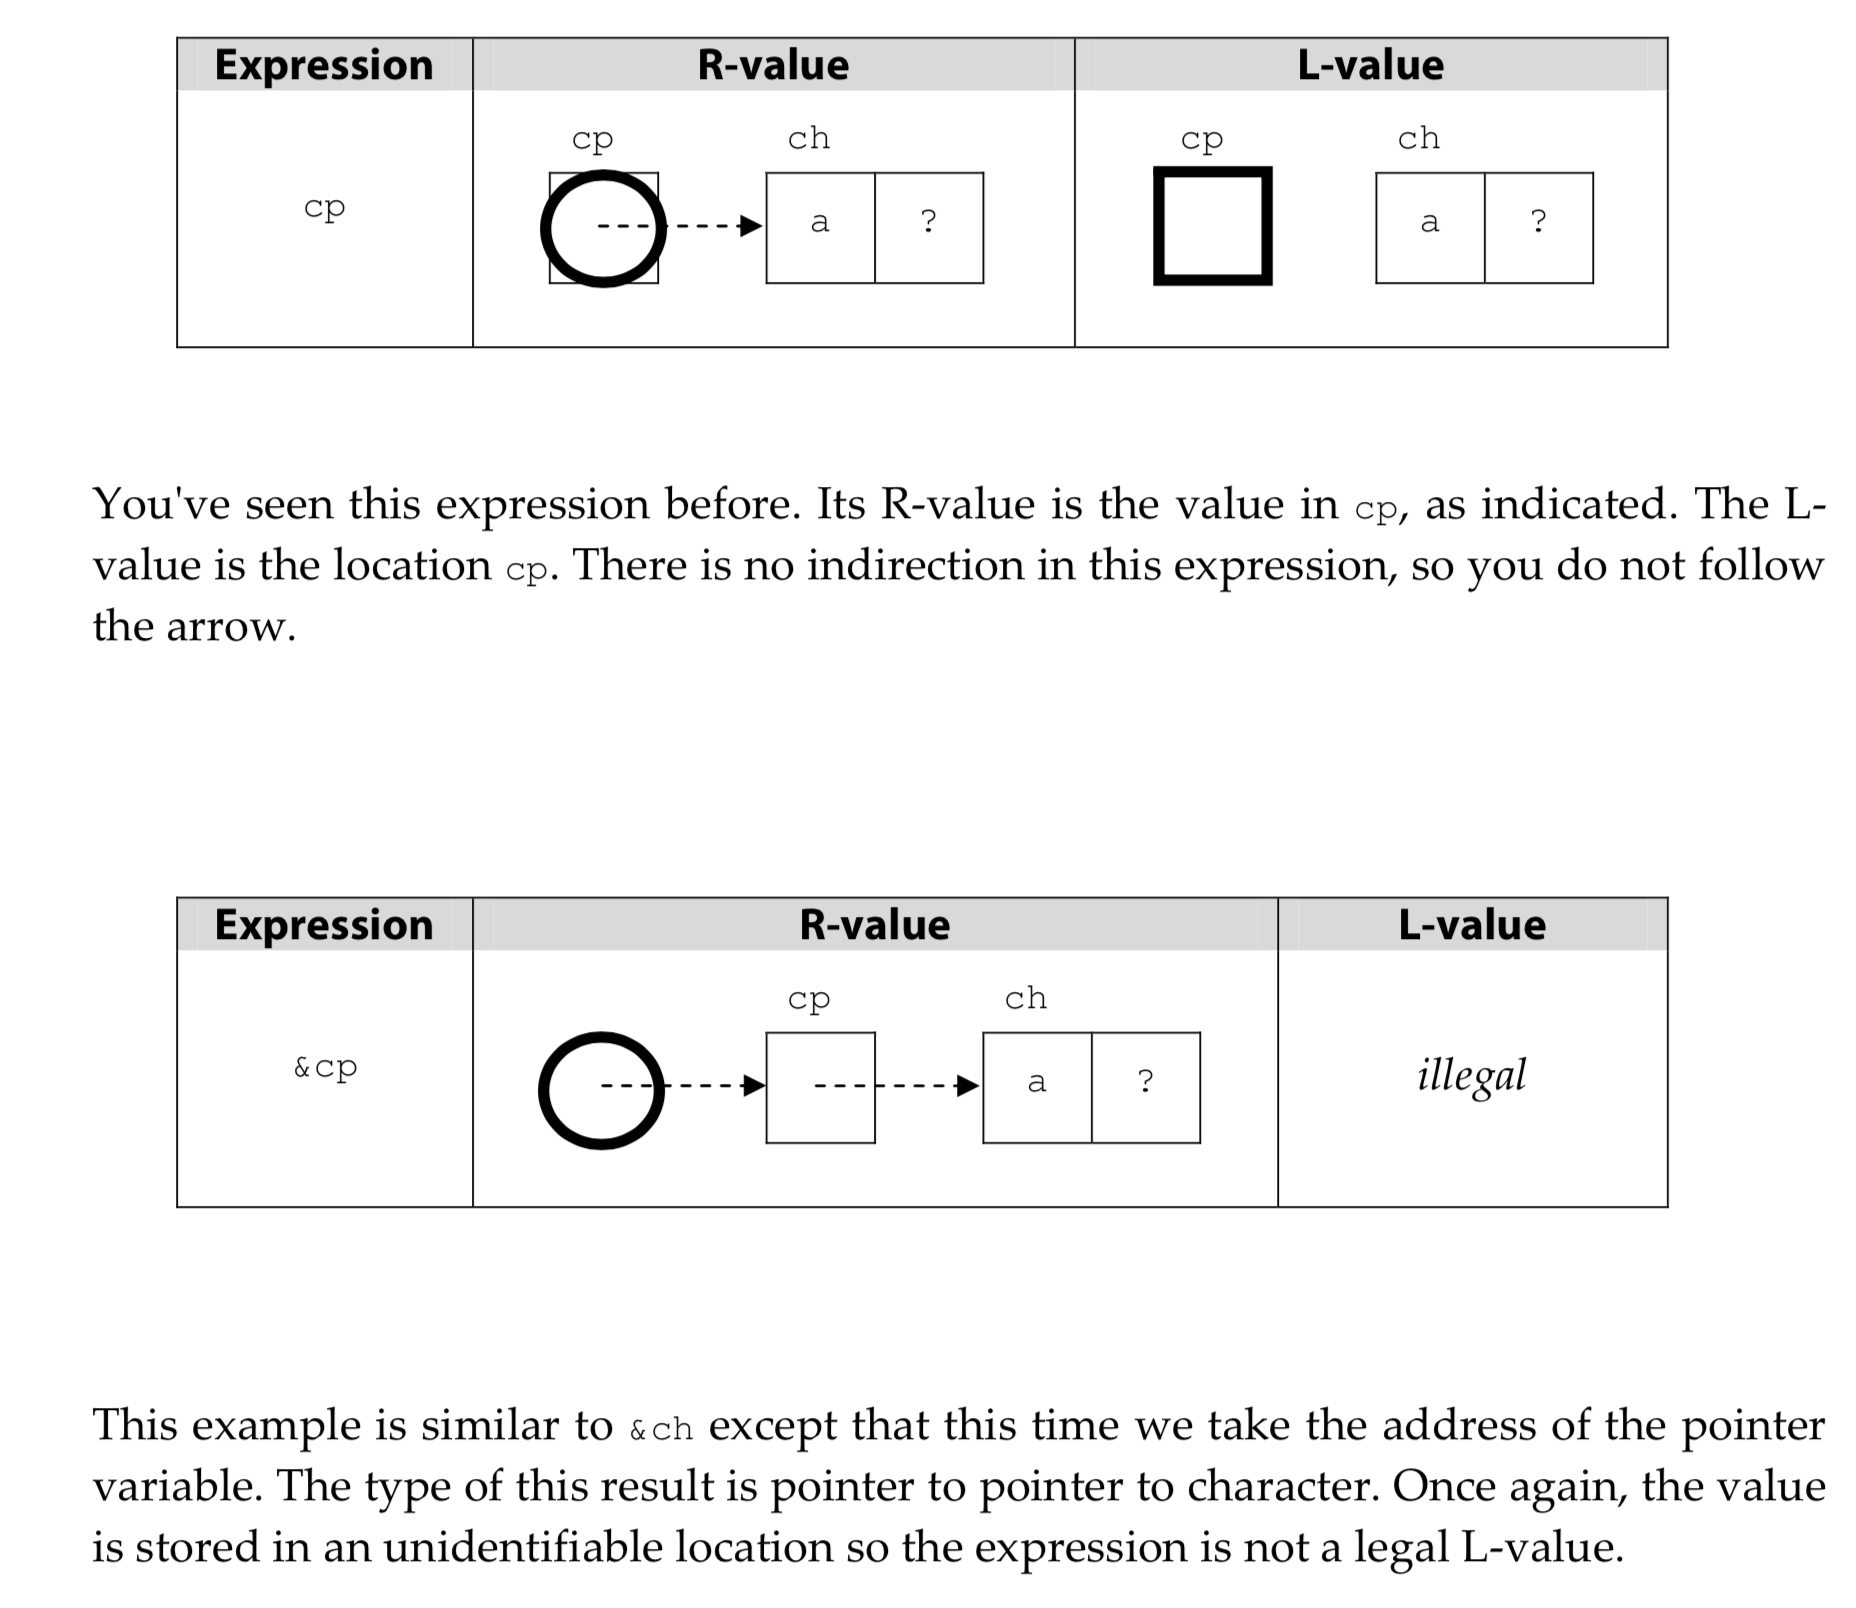 Expression R-value L-value
cp ch cp ch
cp a ? a ?
You've seen this expression before. Its R-value is the value in cp, as indicated. The L-
value is the location cp. There is no indirection in this expression, so you do not follow
the arrow.
Expression R-value L-value
cp ch
&cp a ? illegal
This example is similar to &ch except that this time we take the address of the pointer
variable. The type of this result is pointer to pointer to character. Once again, the value
is stored in an unidentifiable location so the expression is not a legal L-value.